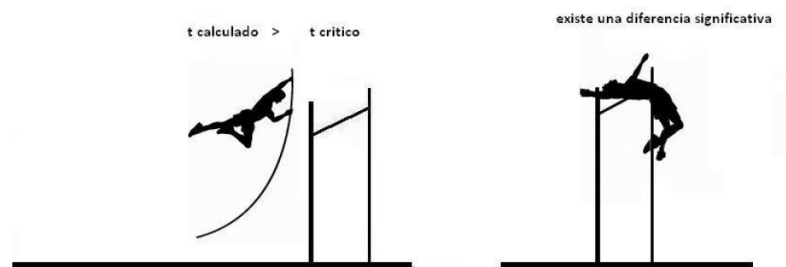 existe una diferencia significativa
t calculado > t critico